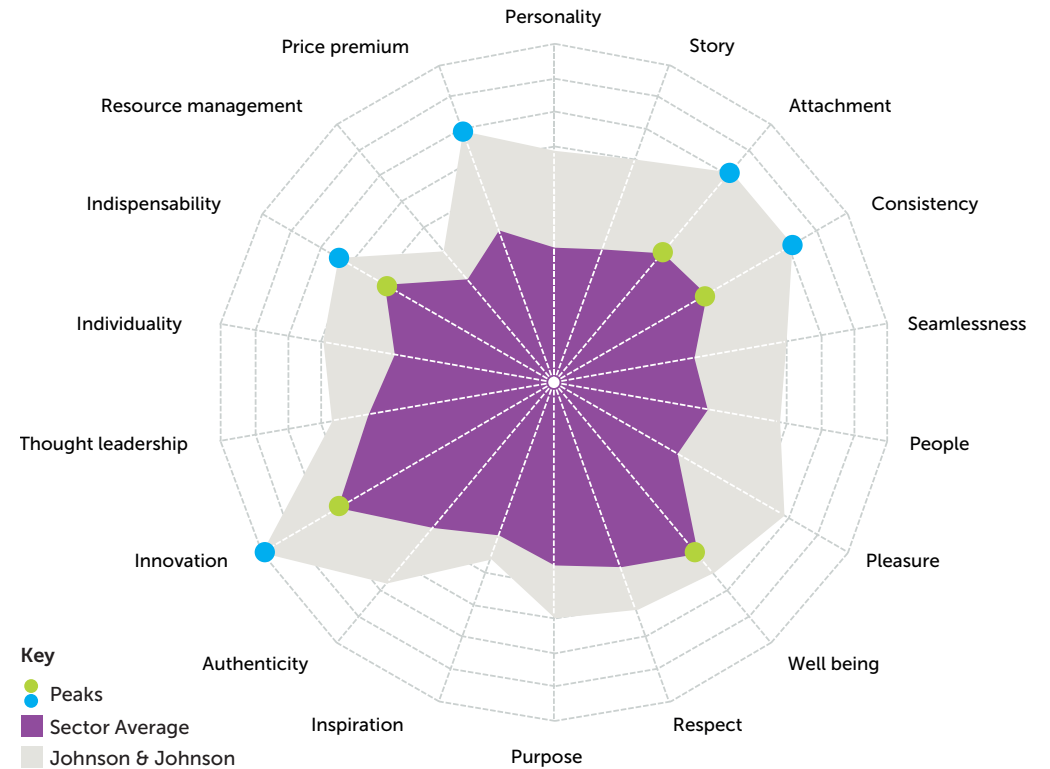 Personality
Price premium
Story
Resource management
Attachment
Indispensability
Consistency
Individuality
Seamlessness
Thought leadership
People
Innovation
Pleasure
Authenticity
Well being
Inspiration
Respect
Purpose
Key
Peaks
Sector Average
Johnson & Johnson